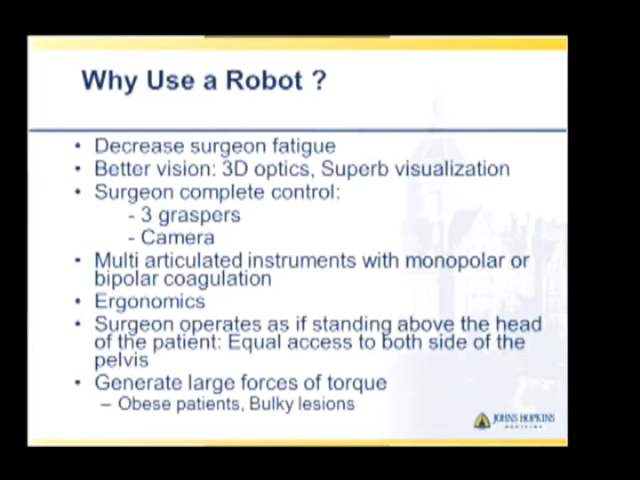 Why Use a Robot ?
• Decrease surgeon fatigue
• Better vision: 3D optics, Superb visualization
• Surgeon complete control:
- 3 graspers
- Camera
• Multi articulated instruments with monopolar or
bipolar coagulation
• Ergonomics
• Surgeon operates as if standing above the head
of the patient: Equal access to both side of the
pelvis
• Generate large forces of torque
– Obese patients, Bulky lesions
JOHNS HOPKINS
MEDICINE